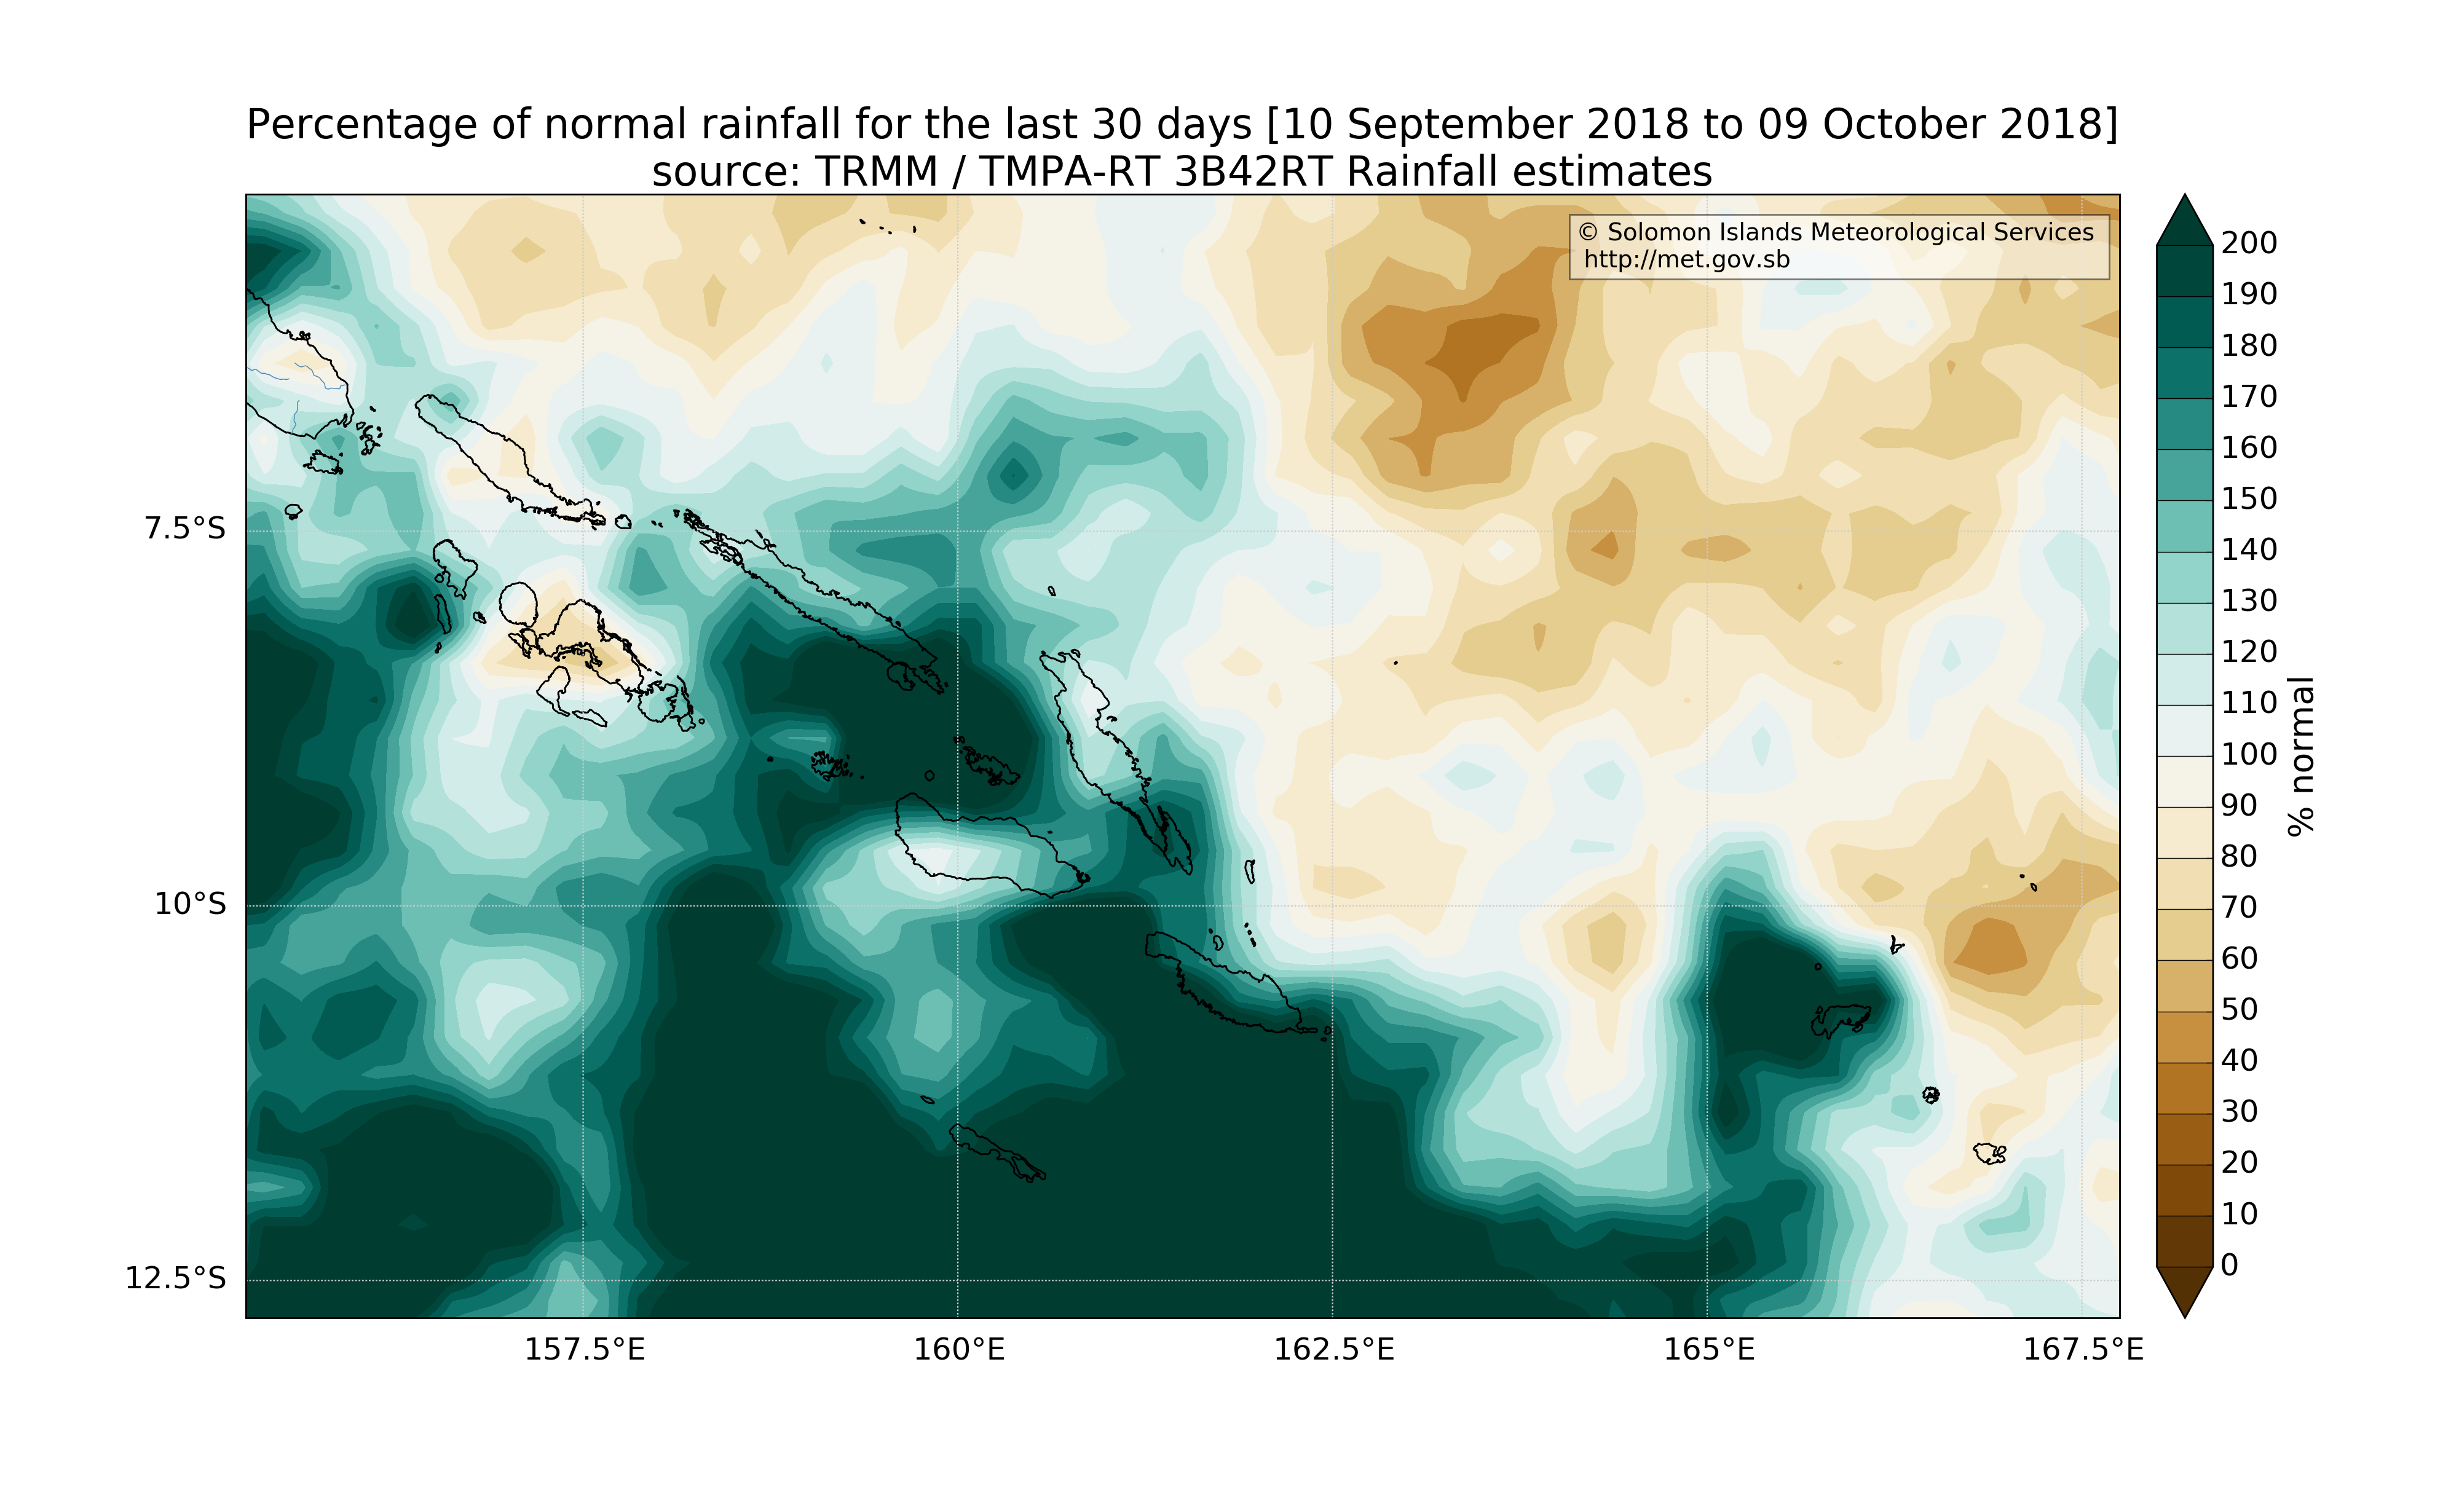 Percentage of normal rainfall for the last 30 days [10 September 2018 to 09 October 2018]
source: TRMM / TMPA-RT 3B42RT Rainfall estimates
© Solomon Islands Meteorological Services
http://met.gov.sb
7.5°S
10°S
12.5°S
157.5°E
160°E
162.5°E
165°E
167.5°E
200
190
180
170
160
150
140
130
120
110
100
90
80
70
60
50
40
30
20
10
0
% normal